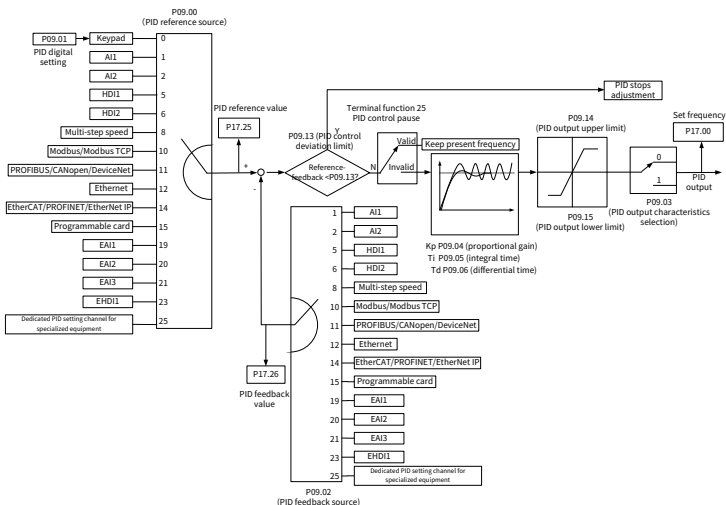 P09.00
(PID reference source)
P09.01
PID digital
setting
Keypad
0
AI1
1
AI2
2
HDI1
5
HDI2
6
Multi-step speed
8
Modbus/Modbus TCP
10
PROFIBUS/CANopen/DeviceNet
11
Ethernet
12
EtherCAT/PROFINET/EtherNet IP
14
Programmable card
15
EAI1
19
EAI2
20
EAI3
21
EHDI1
23
Dedicated PID setting channel for
specialized equipment
25
PID reference value
P17.25
+
-
P17.26
PID feedback
value
P09.13 (PID control
deviation limit)
Y
Reference-
feedback <P09.13?
N
PID stops
adjustment
Terminal function 25
PID control pause
Valid
Invalid
Keep present frequency
Kp P09.04 (proportional gain)
Ti P09.05 (integral time)
Td P09.06 (differential time)
P09.14
(PID output upper limit)
P09.15
(PID output lower limit)
0
1
P09.03
(PID output characteristics
selection)
Set frequency
P17.00
PID
output
1
AI1
2
AI2
5
HDI1
6
HDI2
8
Multi-step speed
10
Modbus/Modbus TCP
11
PROFIBUS/CANopen/DeviceNet
12
Ethernet
14
EtherCAT/PROFINET/EtherNet IP
15
Programmable card
19
EAI1
20
EAI2
21
EAI3
23
EHDI1
25
Dedicated PID setting channel for
specialized equipment
P09.02
(PID feedback source)